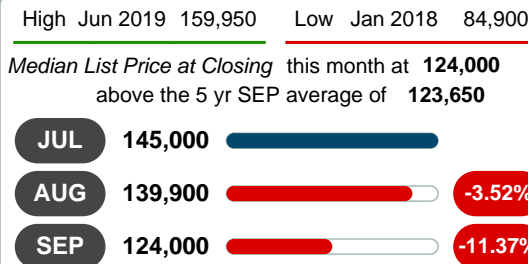 High Jun 2019 159,950 Low Jan 2018 84,900
Median List Price at Closing this month at 124,000
above the 5 yr SEP average of 123,650
JUL 145,000
AUG 139,900 -3.52%
SEP 124,000 -11.37%